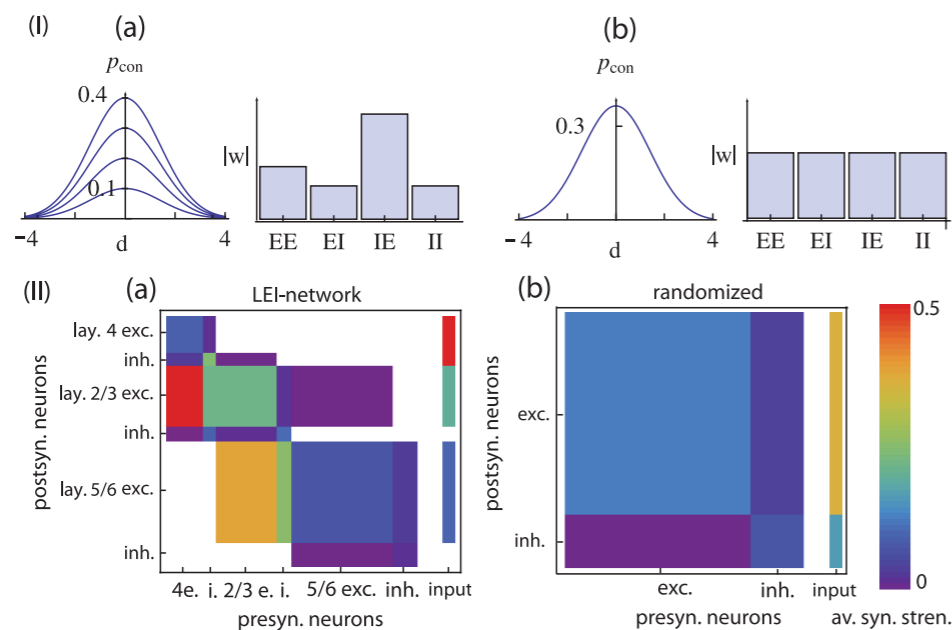 (I) (a) (b)
p con p con
0.4
0.3
|w| |w|
0.1
−4 d 4 EE EI IE II − 4 d 4 EE EI IE II
(II) (a) LEI-network (b) randomized
0.5
lay. 4 exc.
inh.
lay. 2/3 exc.
exc.
inh.
postsyn. neurons postsyn. neurons
lay. 5/6 exc.
inh.
inh.
0
4e. i. 2/3 e. i. 5/6 exc. inh. input exc. inh. input
presyn. neurons presyn. neurons av. syn. stren.